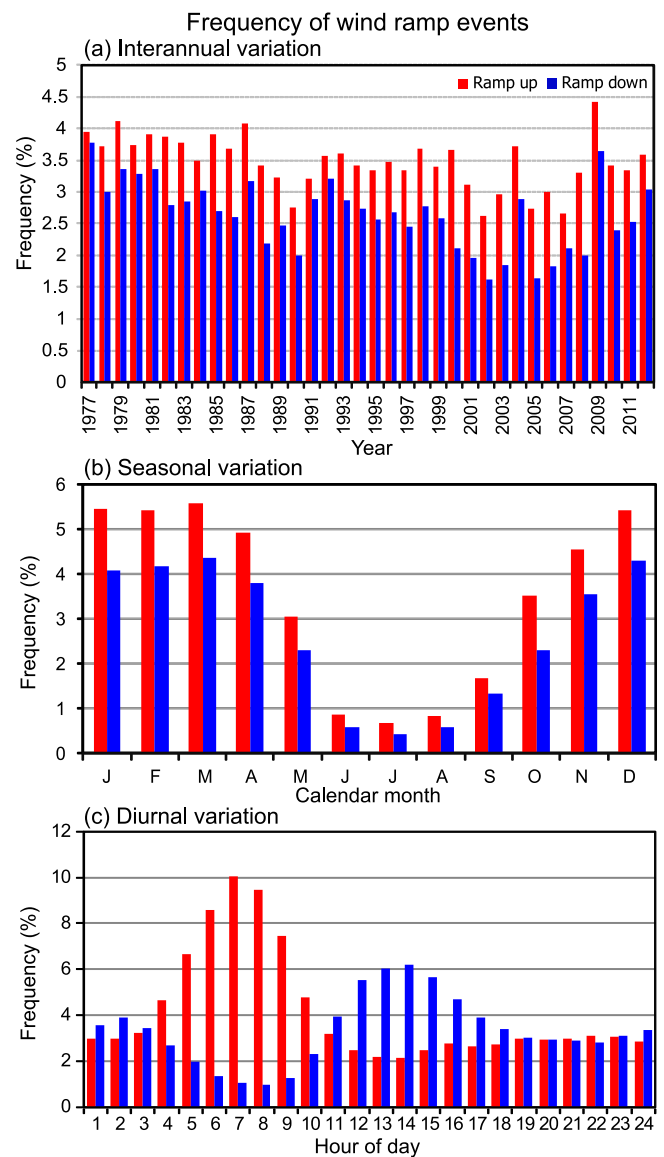 Frequency of wind ramp events
(a) Interannual variation
Ramp up Ramp down
Frequency (%)
5
4.5
4
3.5
3
2.5
2
1.5
1
0.5
0
1977 1979 1981 1983 1985 1987 1989 1991 1993 1995 1997 1999 2001 2003 2005 2007 2009 2011
Year
(b) Seasonal variation
Frequency (%)
6
5
4
3
2
1
0
J F M A M J J A S O N D
Calendar month
(c) Diurnal variation
Frequency (%)
12
10
8
6
4
2
0
1 2 3 4 5 6 7 8 9 10 11 12 13 14 15 16 17 18 19 20 21 22 23 24
Hour of day